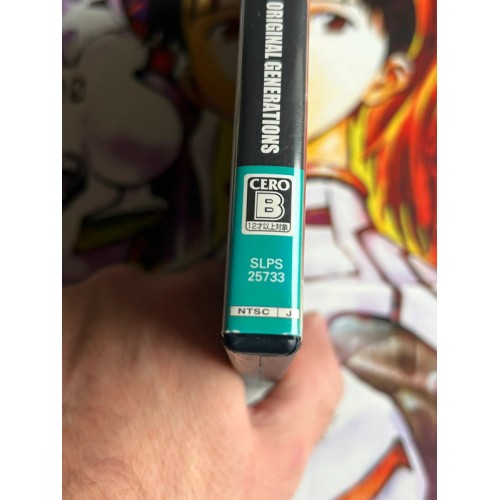 ORIGINAL GENERATIONS
CERO
B
12才以上対象
SLPS
25733
NTSC J